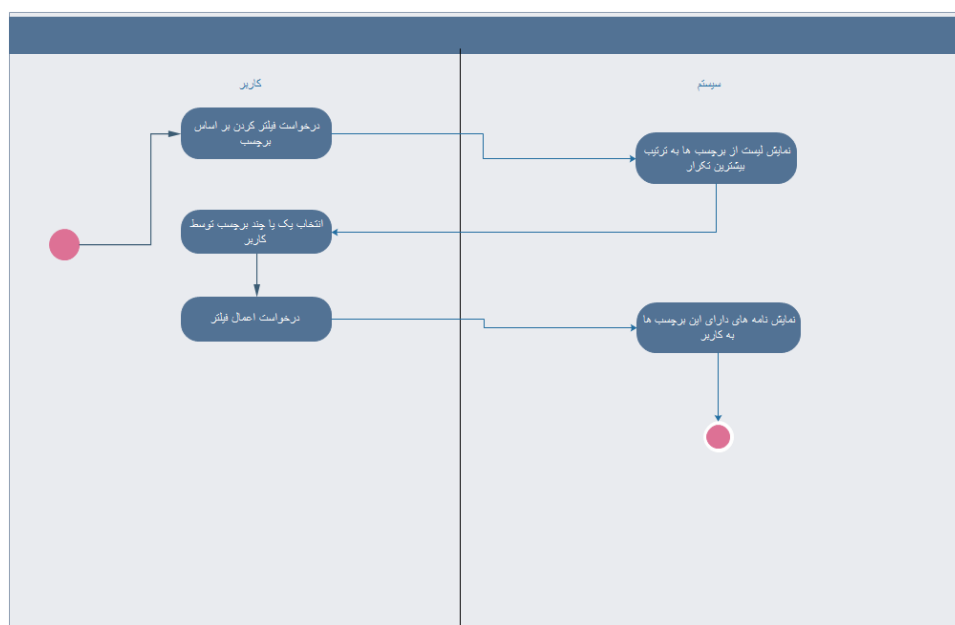 کاربر
سیستم
درخواست فیلتر کردن بر اساس
برچسب
نمایش لیست از برچسب ها به ترتیب
بیشترین تکرار
انتخاب یک یا چند برچسب توسط
کاربر
درخواست اعمال فیلتر
نمایش نامه های دارای این برچسب ها
به کاربر